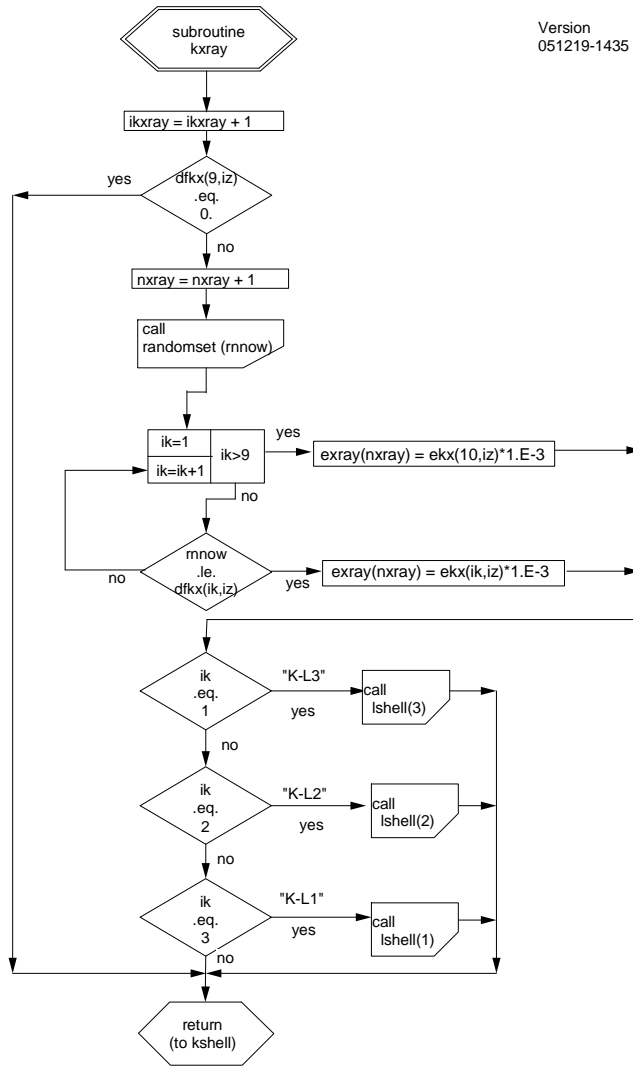 subroutine
kxray
Version
051219-1435
ikxray = ikxray + 1
yes
dfkx(9,iz)
.eq.
0.
no
nxray = nxray + 1
call
randomset (rnnow)
ik=1
ik=ik+1
ik>9
yes
exray(nxray) = ekx(10,iz)*1.E-3
no
rnnow
.le.
dfkx(ik,iz)
no
yes
exray(nxray) = ekx(ik,iz)*1.E-3
ik
.eq.
1
"K-L3"
yes
call
lshell(3)
no
ik
.eq.
2
"K-L2"
yes
call
lshell(2)
no
ik
.eq.
3
"K-L1"
yes
call
lshell(1)
no
return
(to kshell)